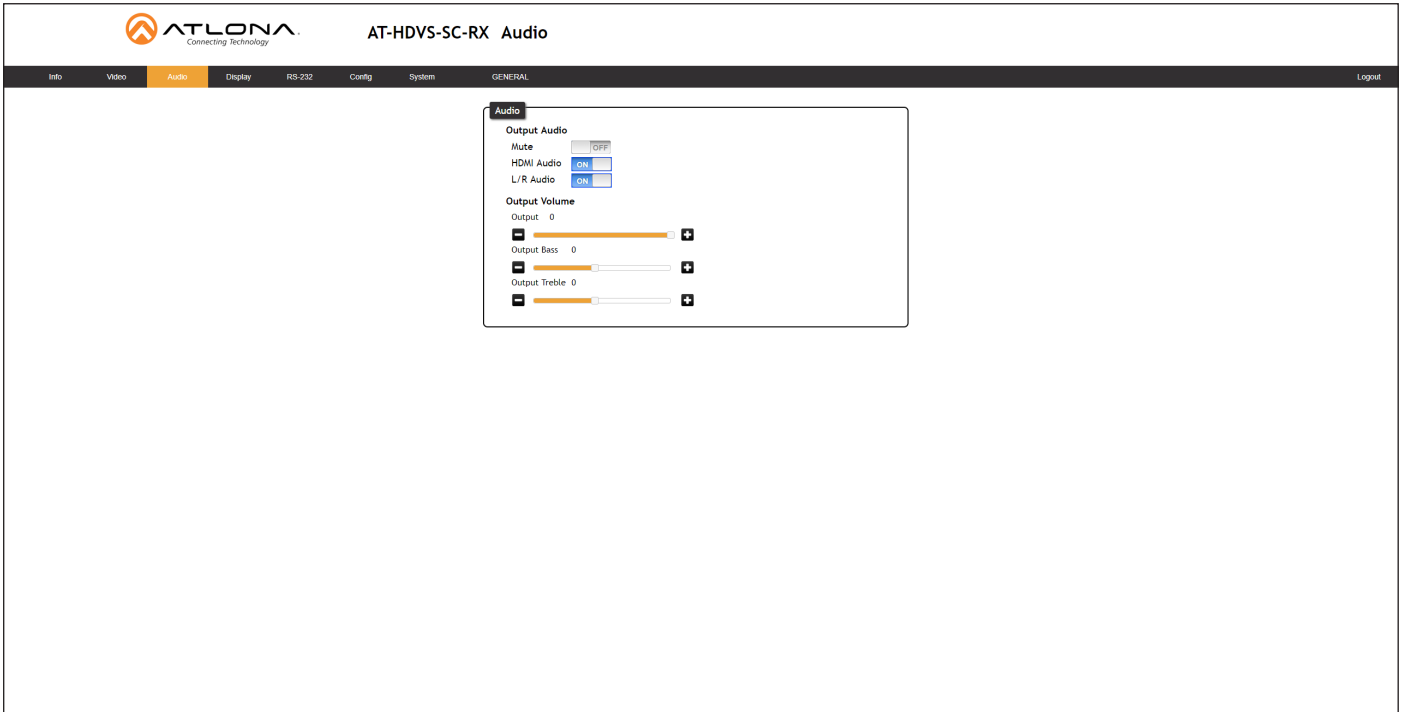 ATLONA.
Connecting Technology
AT-HDVS-SC-RX Audio
Info Video Audio Display RS-232 Config System GENERAL Logout
Audio
Output Audio
Mute OFF
HDMI Audio ON
L/R Audio ON
Output Volume
Output 0
Output Bass 0
Output Treble 0